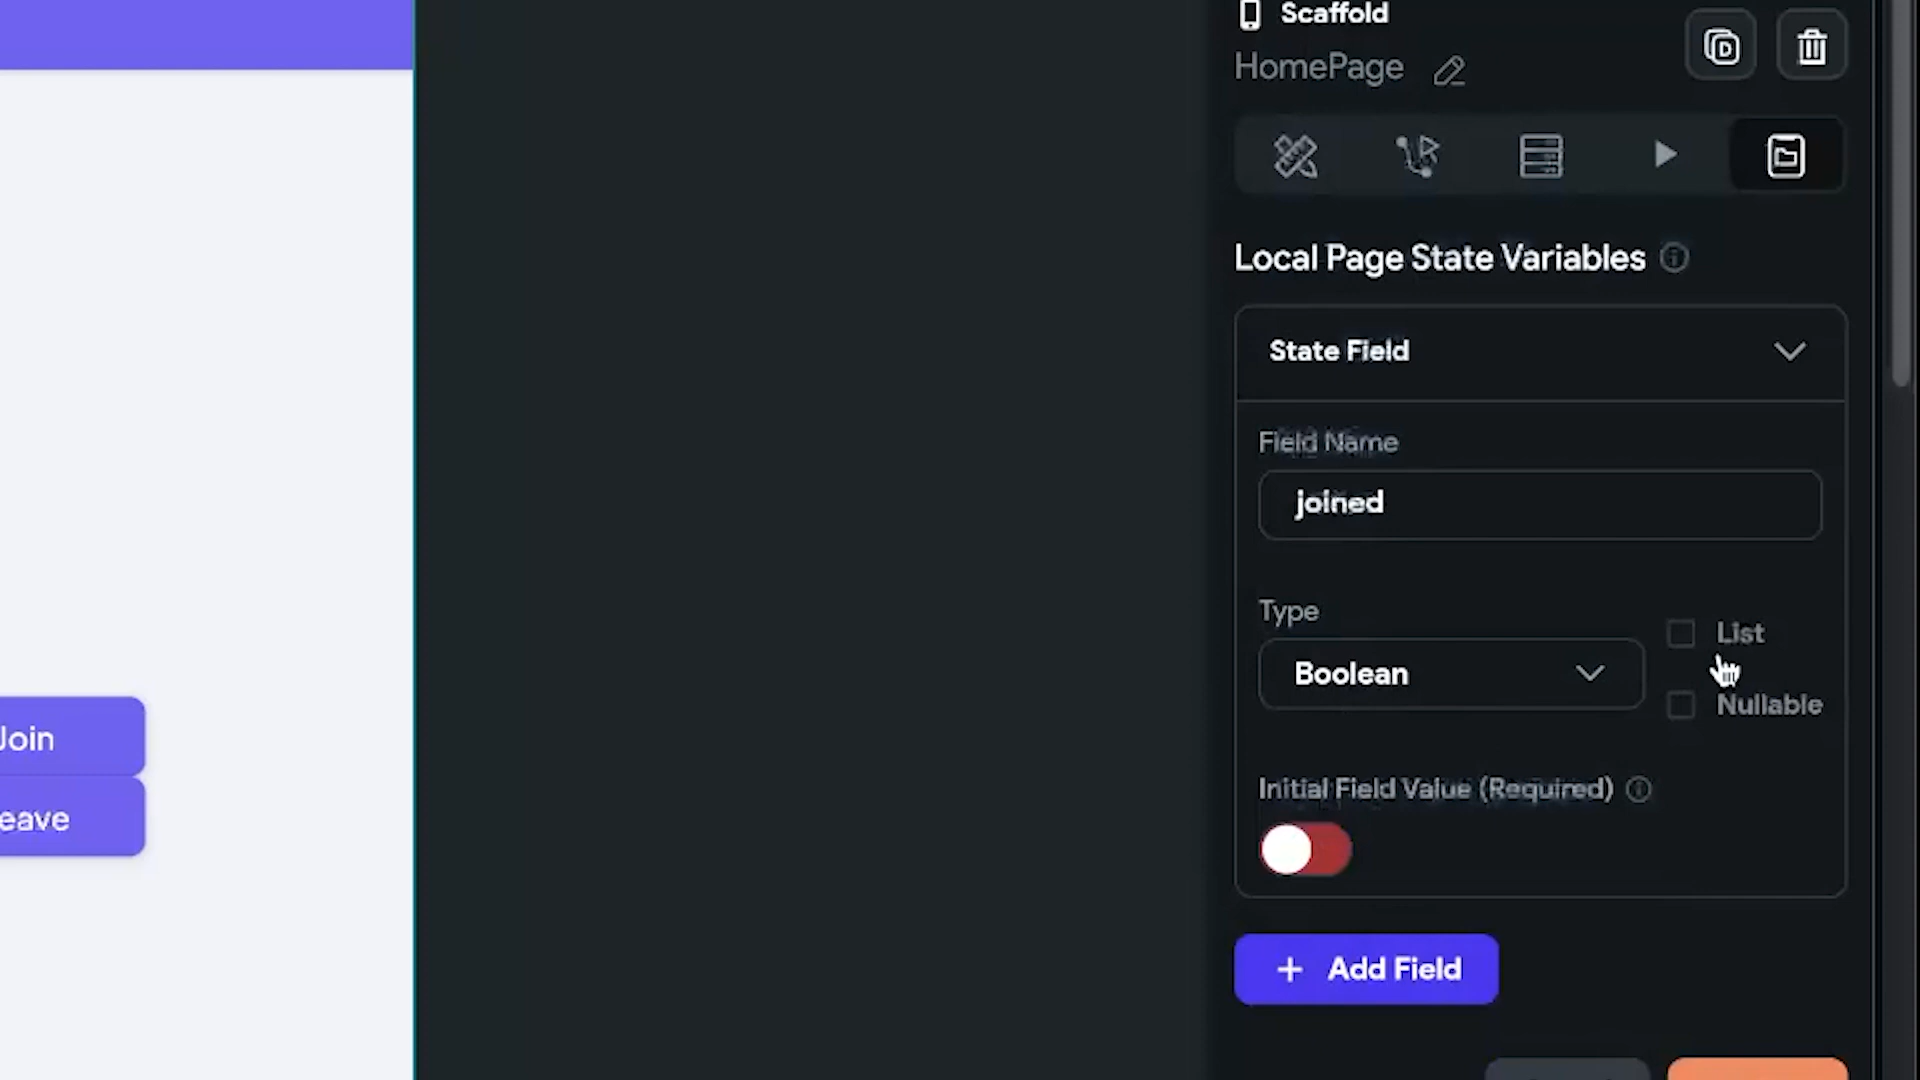 Scaffold
HomePage
Local Page State Variables
State Field
Field Name
joined
Type
List
Boolean
Nullable
Join
eave
Initial Field Value (Required)
+ Add Field